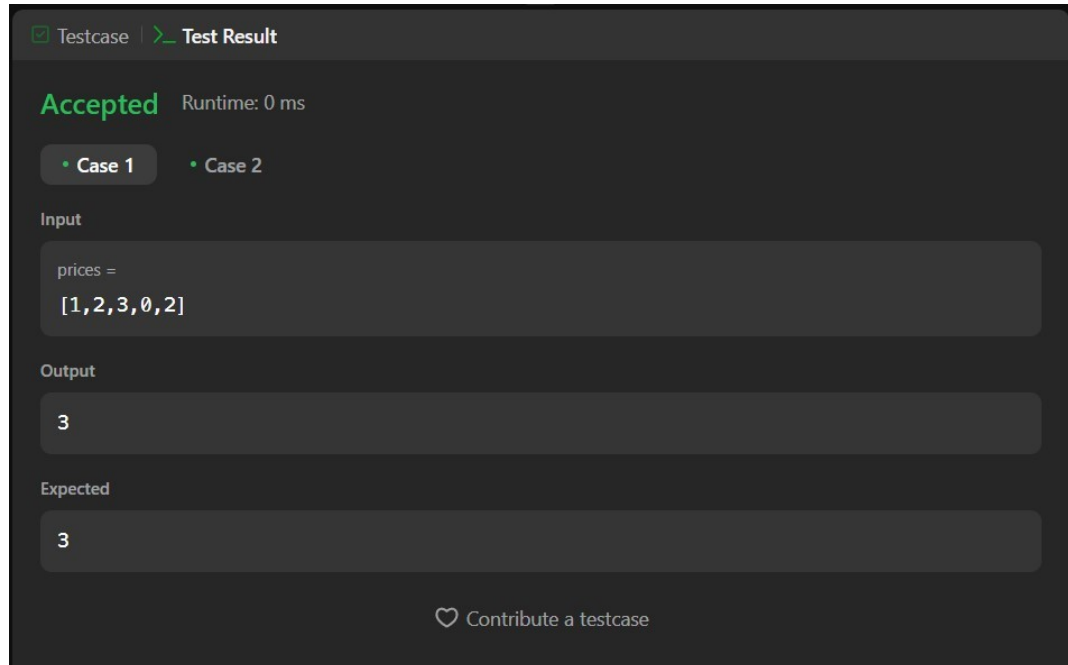 Testcase | >_ Test Result
Accepted Runtime: 0 ms
• Case 1 • Case 2
Input
prices =
[1,2,3,0,2]
Output
3
Expected
3
Contribute a testcase